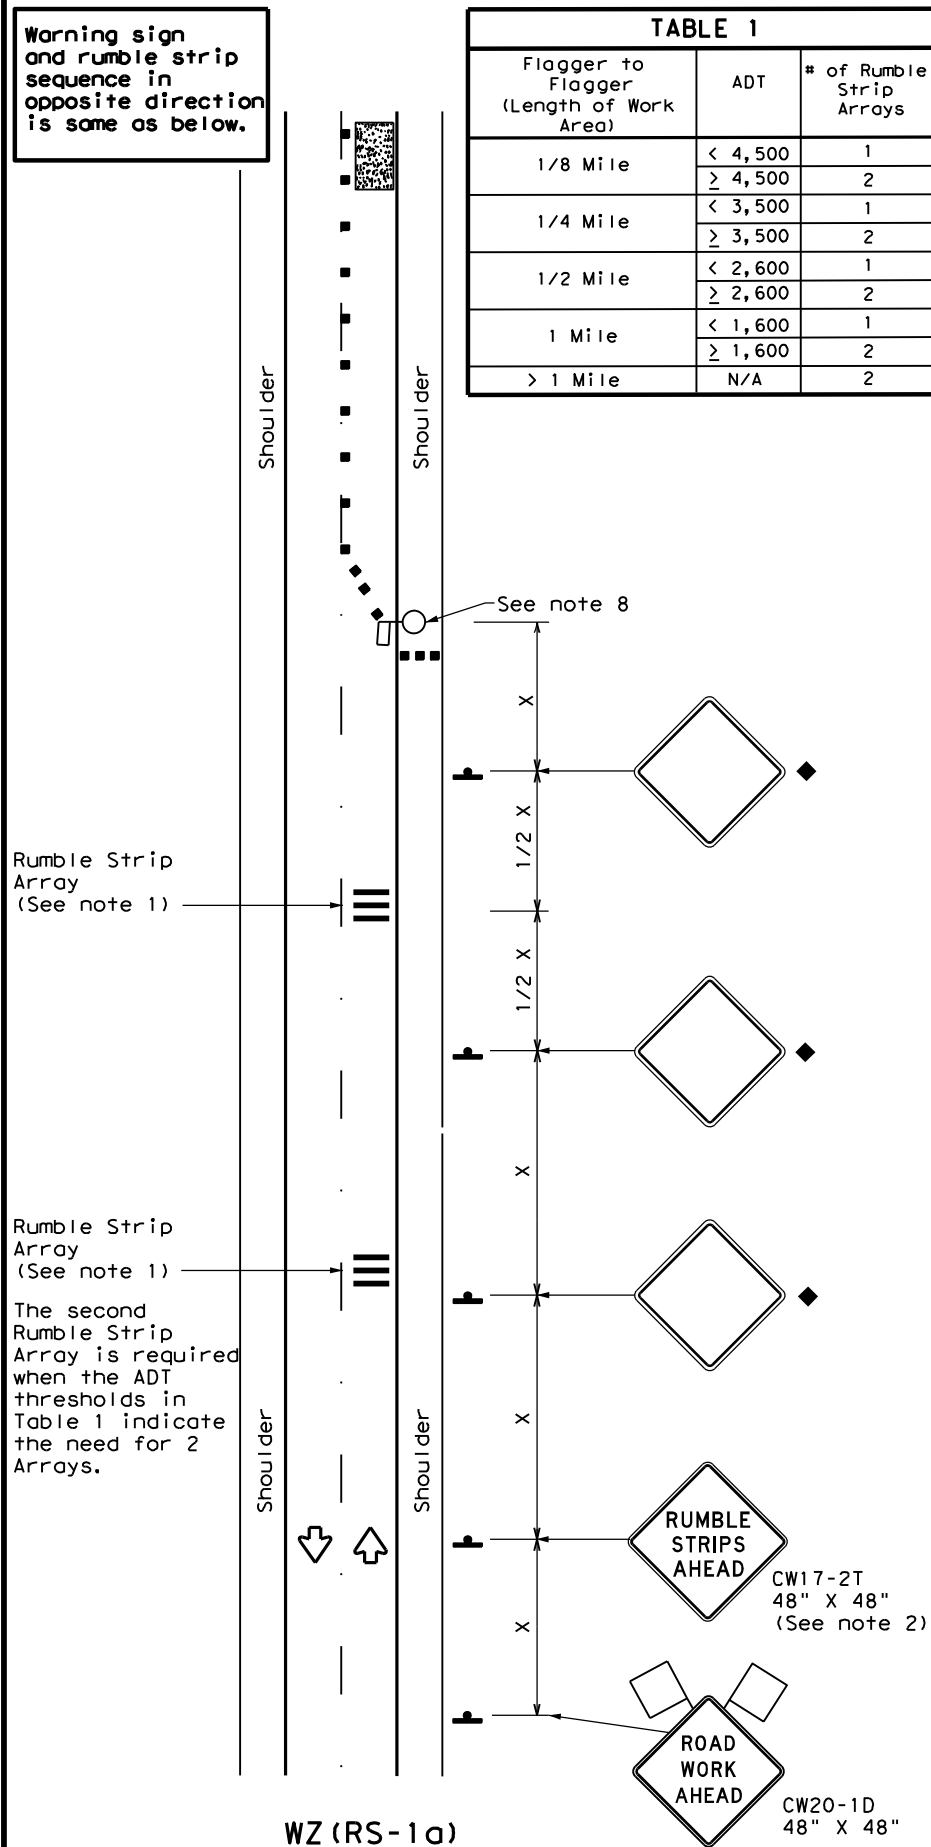 Warning sign
and rumble strip
sequence in
opposite direction
is same as below.
TABLE 1
Flagger to
Flagger
(Length of Work
Area)
ADT
# of Rumble
Strip
Arrays
1/8 Mile
< 4,500
1
≥ 4,500
2
1/4 Mile
< 3,500
1
≥ 3,500
2
1/2 Mile
< 2,600
1
≥ 2,600
2
1 Mile
< 1,600
1
≥ 1,600
2
> 1 Mile
N/A
2
Shoulder
Shoulder
See note 8
X
1/2 X
Rumble Strip
Array
(See note 1)
1/2 X
X
Rumble Strip
Array
(See note 1)
The second
Rumble Strip
Array is required
when the ADT
thresholds in
Table 1 indicate
the need for 2
Arrays.
Shoulder
Shoulder
X
RUMBLE
STRIPS
AHEAD
CW17-2T
48" X 48"
(See note 2)
X
ROAD
WORK
AHEAD
CW20-1D
48" X 48"
WZ(RS-1a)